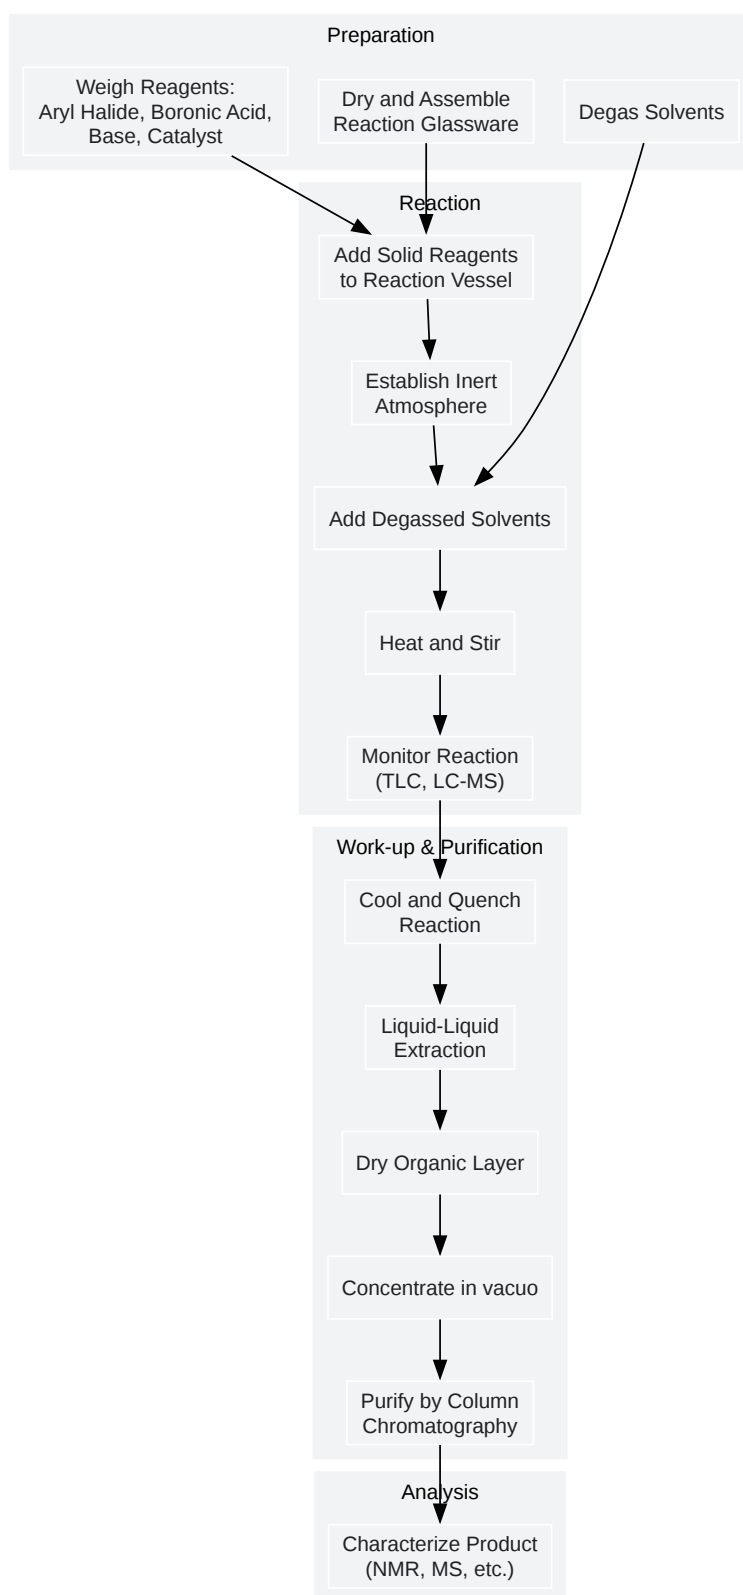 Preparation
Weigh Reagents:
Aryl Halide, Boronic Acid,
Base, Catalyst
Dry and Assemble
Reaction Glassware
Degas Solvents
Reaction
Add Solid Reagents
to Reaction Vessel
Establish Inert
Atmosphere
Add Degassed Solvents
Heat and Stir
Monitor Reaction
(TLC, LC-MS)
Work-up & Purification
Cool and Quench
Reaction
Liquid-Liquid
Extraction
Dry Organic Layer
Concentrate in vacuo
Purify by Column
Chromatography
Analysis
Characterize Product
(NMR, MS, etc.)